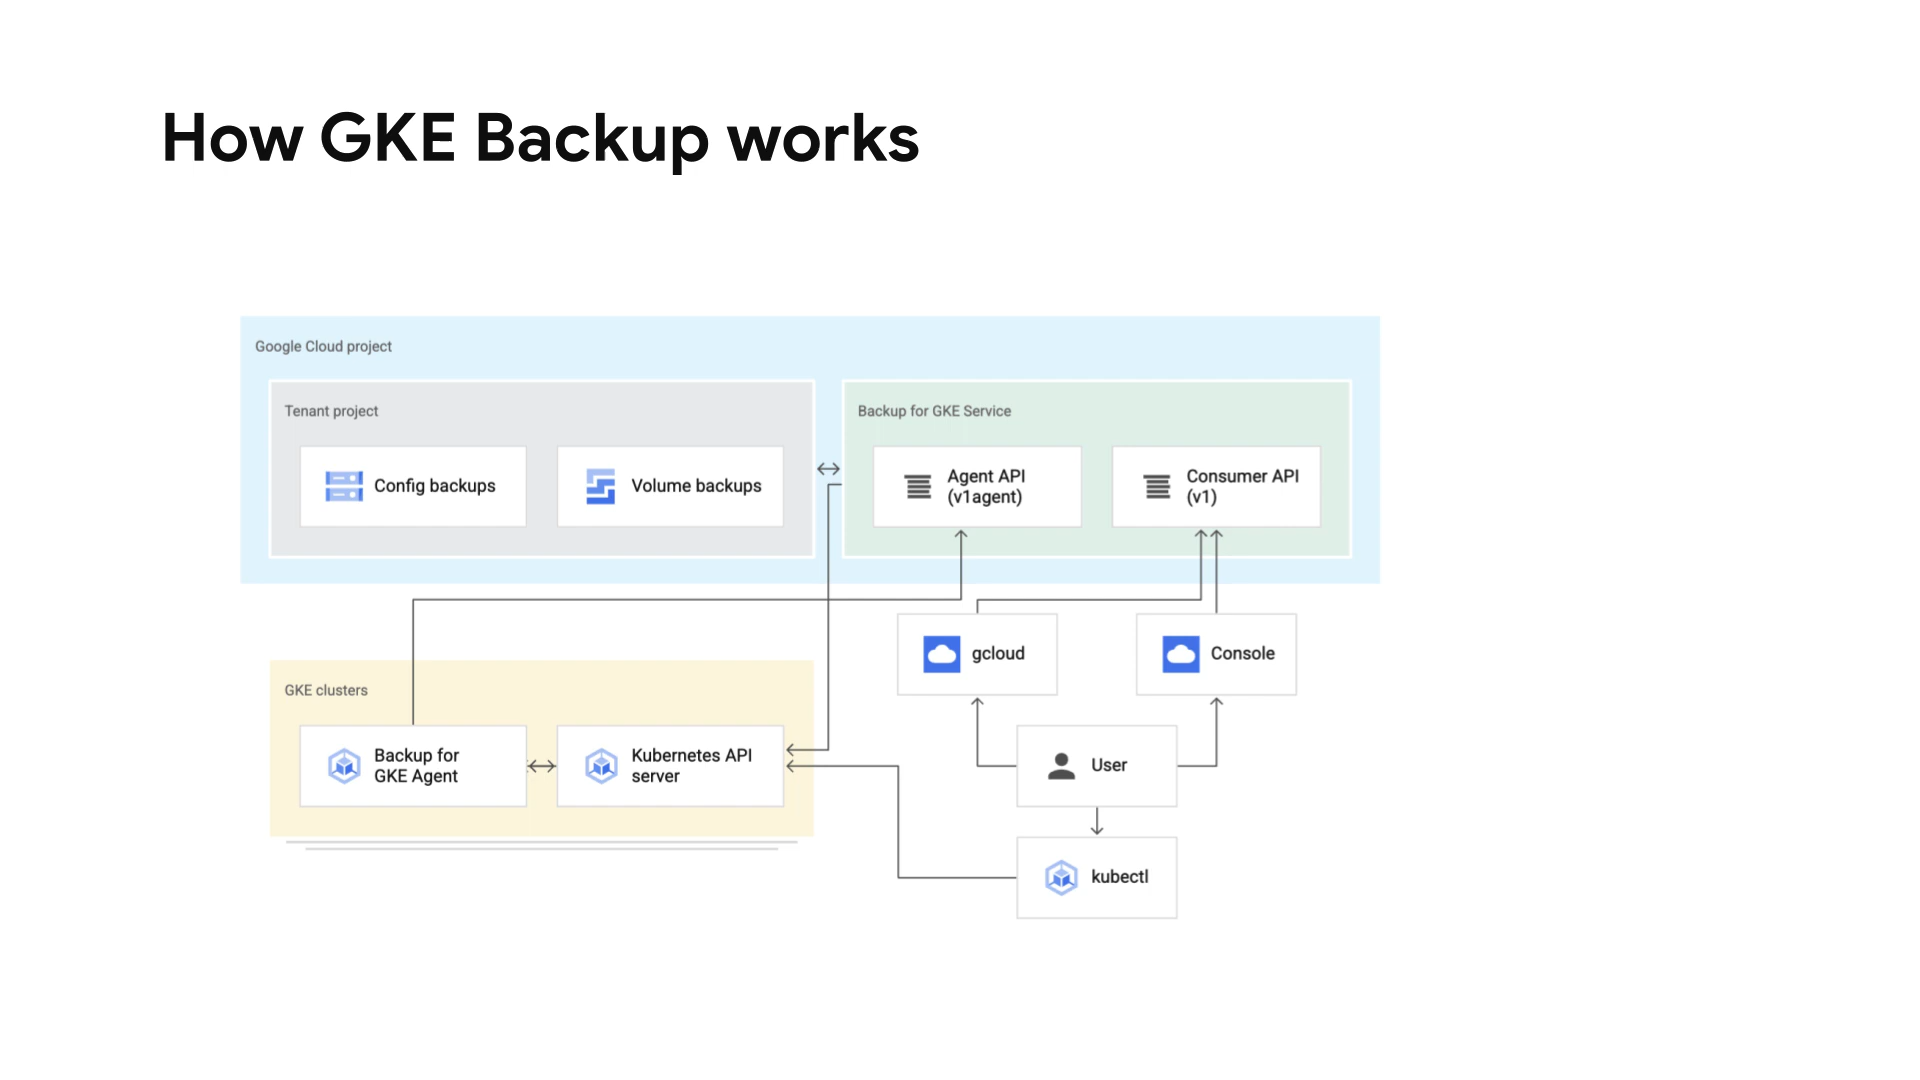 How GKE Backup works
Google Cloud project
Tenant project
Config backups
Volume backups
Backup for GKE Service
Agent API
(v1agent)
Consumer API
(v1)
gcloud
Console
GKE clusters
Backup for
GKE Agent
Kubernetes API
server
User
kubectl